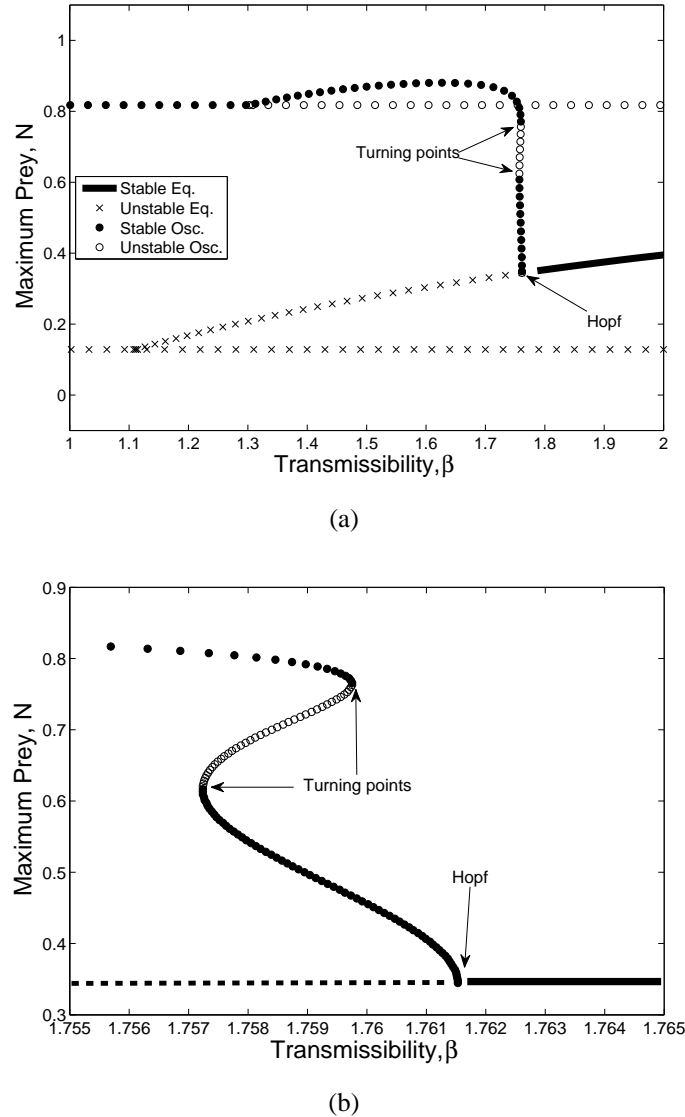 1
0.8
0.6
0.4
0.2
0
Maximum Prey, N
Turning points
Stable Eq.
Unstable Eq.
Stable Osc.
Unstable Osc.
Hopf
1 1.1 1.2 1.3 1.4 1.5 1.6 1.7 1.8 1.9 2
Transmissibility,β
(a)
0.9
0.8
0.7
0.6
0.5
0.4
0.3
Maximum Prey, N
Turning points
Hopf
1.755 1.756 1.757 1.758 1.759 1.76 1.761 1.762 1.763 1.764 1.765
Transmissibility,β
(b)